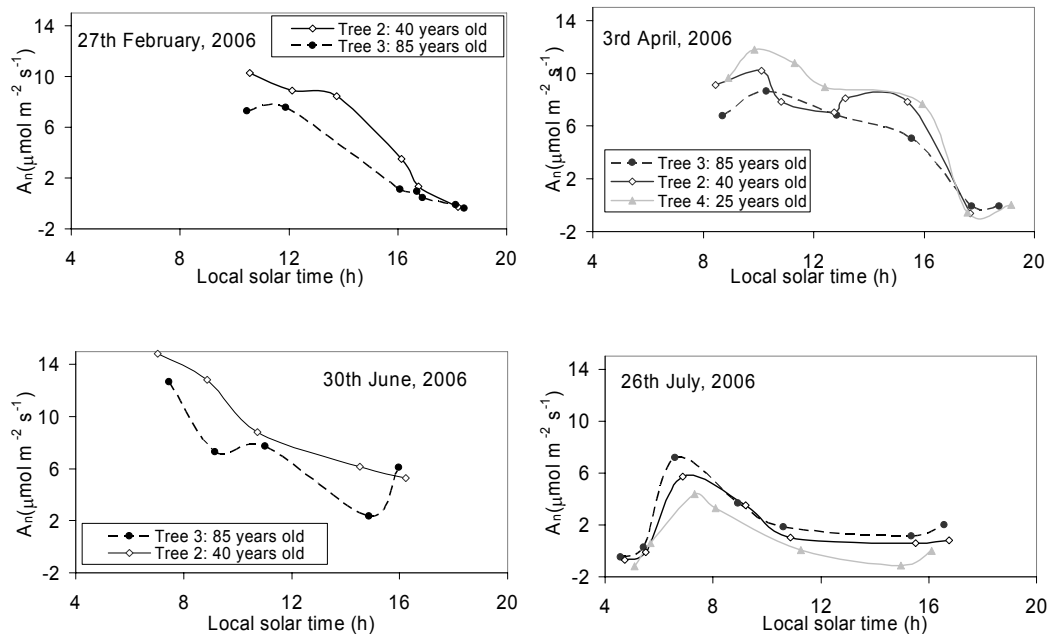 14
10
6
2
-2
Aₙ(μmol m⁻² s⁻¹)
27th February, 2006
Tree 2: 40 years old
Tree 3: 85 years old
4 8 12 16 20
Local solar time (h)
14
10
6
2
-2
Aₙ(μmol m⁻² s⁻¹)
3rd April, 2006
Tree 3: 85 years old
Tree 2: 40 years old
Tree 4: 25 years old
4 8 12 16 20
Local solar time (h)
14
10
6
2
-2
Aₙ(μmol m⁻² s⁻¹)
30th June, 2006
Tree 3: 85 years old
Tree 2: 40 years old
4 8 12 16 20
Local solar time (h)
14
10
6
2
-2
Aₙ(μmol m⁻² s⁻¹)
26th July, 2006
4 8 12 16 20
Local solar time (h)